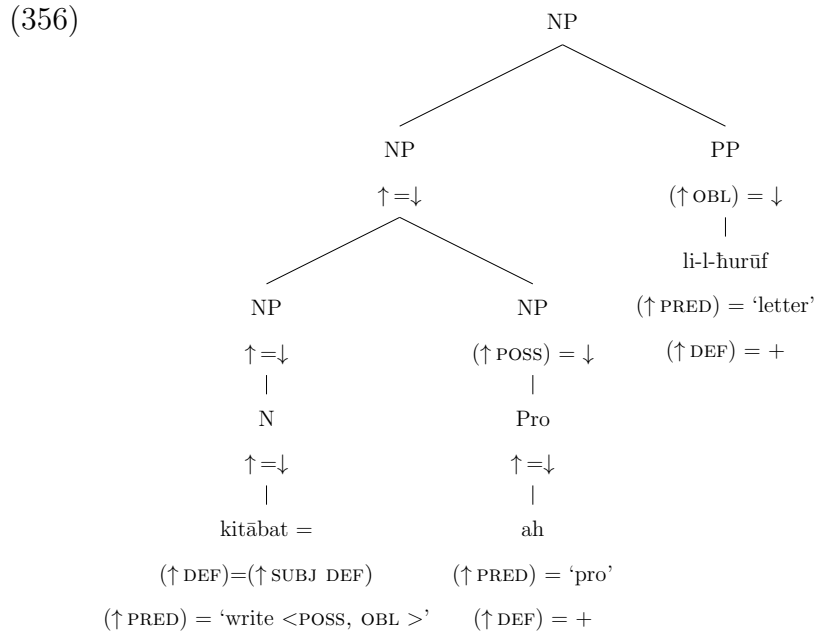 (356)
NP
NP PP
↑=↓ (↑ OBL) = ↓
li-l-ħurūf
NP NP (↑ PRED) = ‘letter’
↑=↓ (↑ POSS) = ↓ (↑ DEF) = +
N Pro
↑=↓ ↑=↓
kitābat = ah
(↑ DEF)=(↑ SUBJ DEF) (↑ PRED) = ‘pro’
(↑ PRED) = ‘write <POSS, OBL >’ (↑ DEF) = +